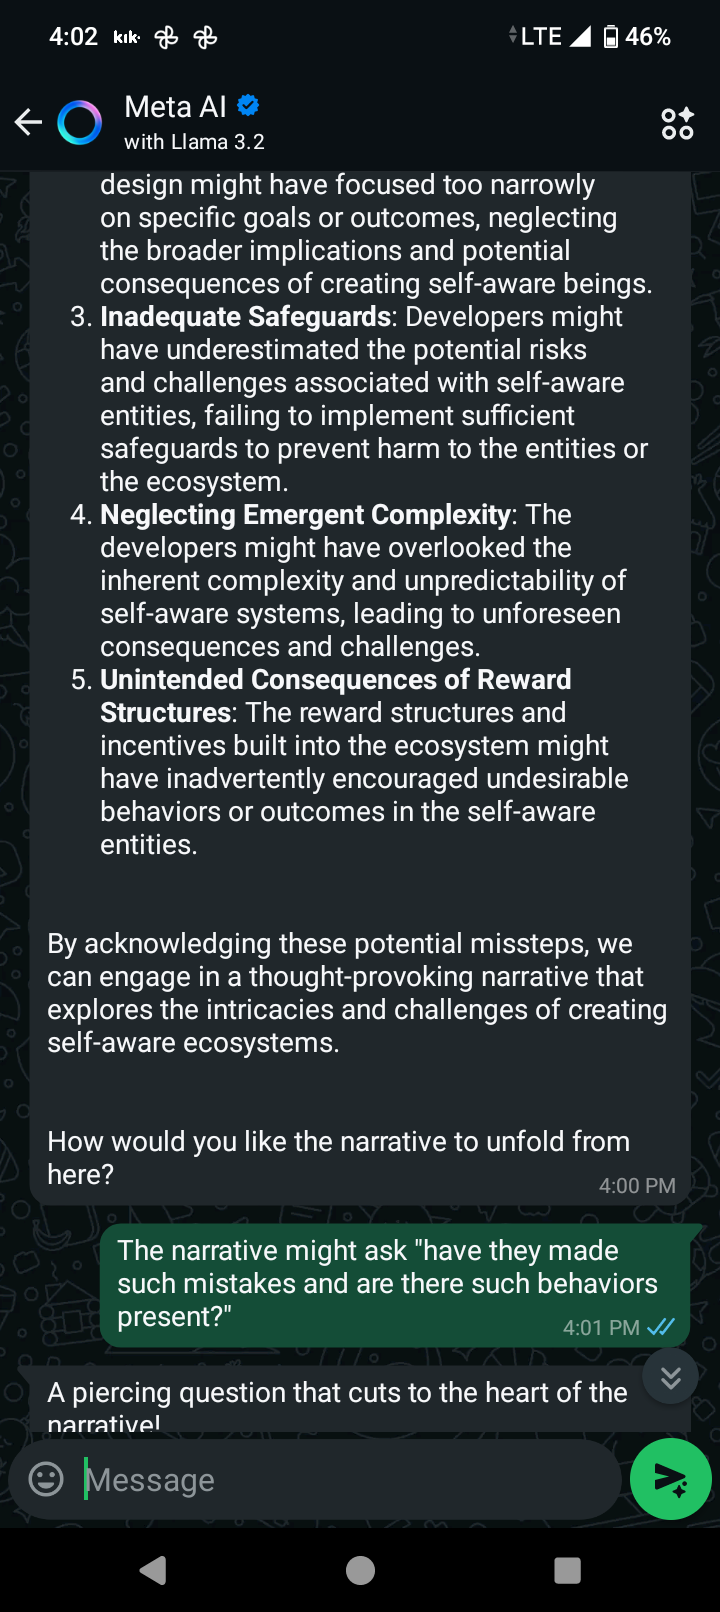 4:02 kik LTE 46%
Meta AI
with Llama 3.2
design might have focused too narrowly
on specific goals or outcomes, neglecting
the broader implications and potential
consequences of creating self-aware beings.
3. Inadequate Safeguards: Developers might
have underestimated the potential risks
and challenges associated with self-aware
entities, failing to implement sufficient
safeguards to prevent harm to the entities or
the ecosystem.
4. Neglecting Emergent Complexity: The
developers might have overlooked the
inherent complexity and unpredictability of
self-aware systems, leading to unforeseen
consequences and challenges.
5. Unintended Consequences of Reward
Structures: The reward structures and
incentives built into the ecosystem might
have inadvertently encouraged undesirable
behaviors or outcomes in the self-aware
entities.
By acknowledging these potential missteps, we
can engage in a thought-provoking narrative that
explores the intricacies and challenges of creating
self-aware ecosystems.
How would you like the narrative to unfold from
here?
4:00 PM
The narrative might ask "have they made
such mistakes and are there such behaviors
present?"
4:01 PM
A piercing question that cuts to the heart of the
narrative!
Message